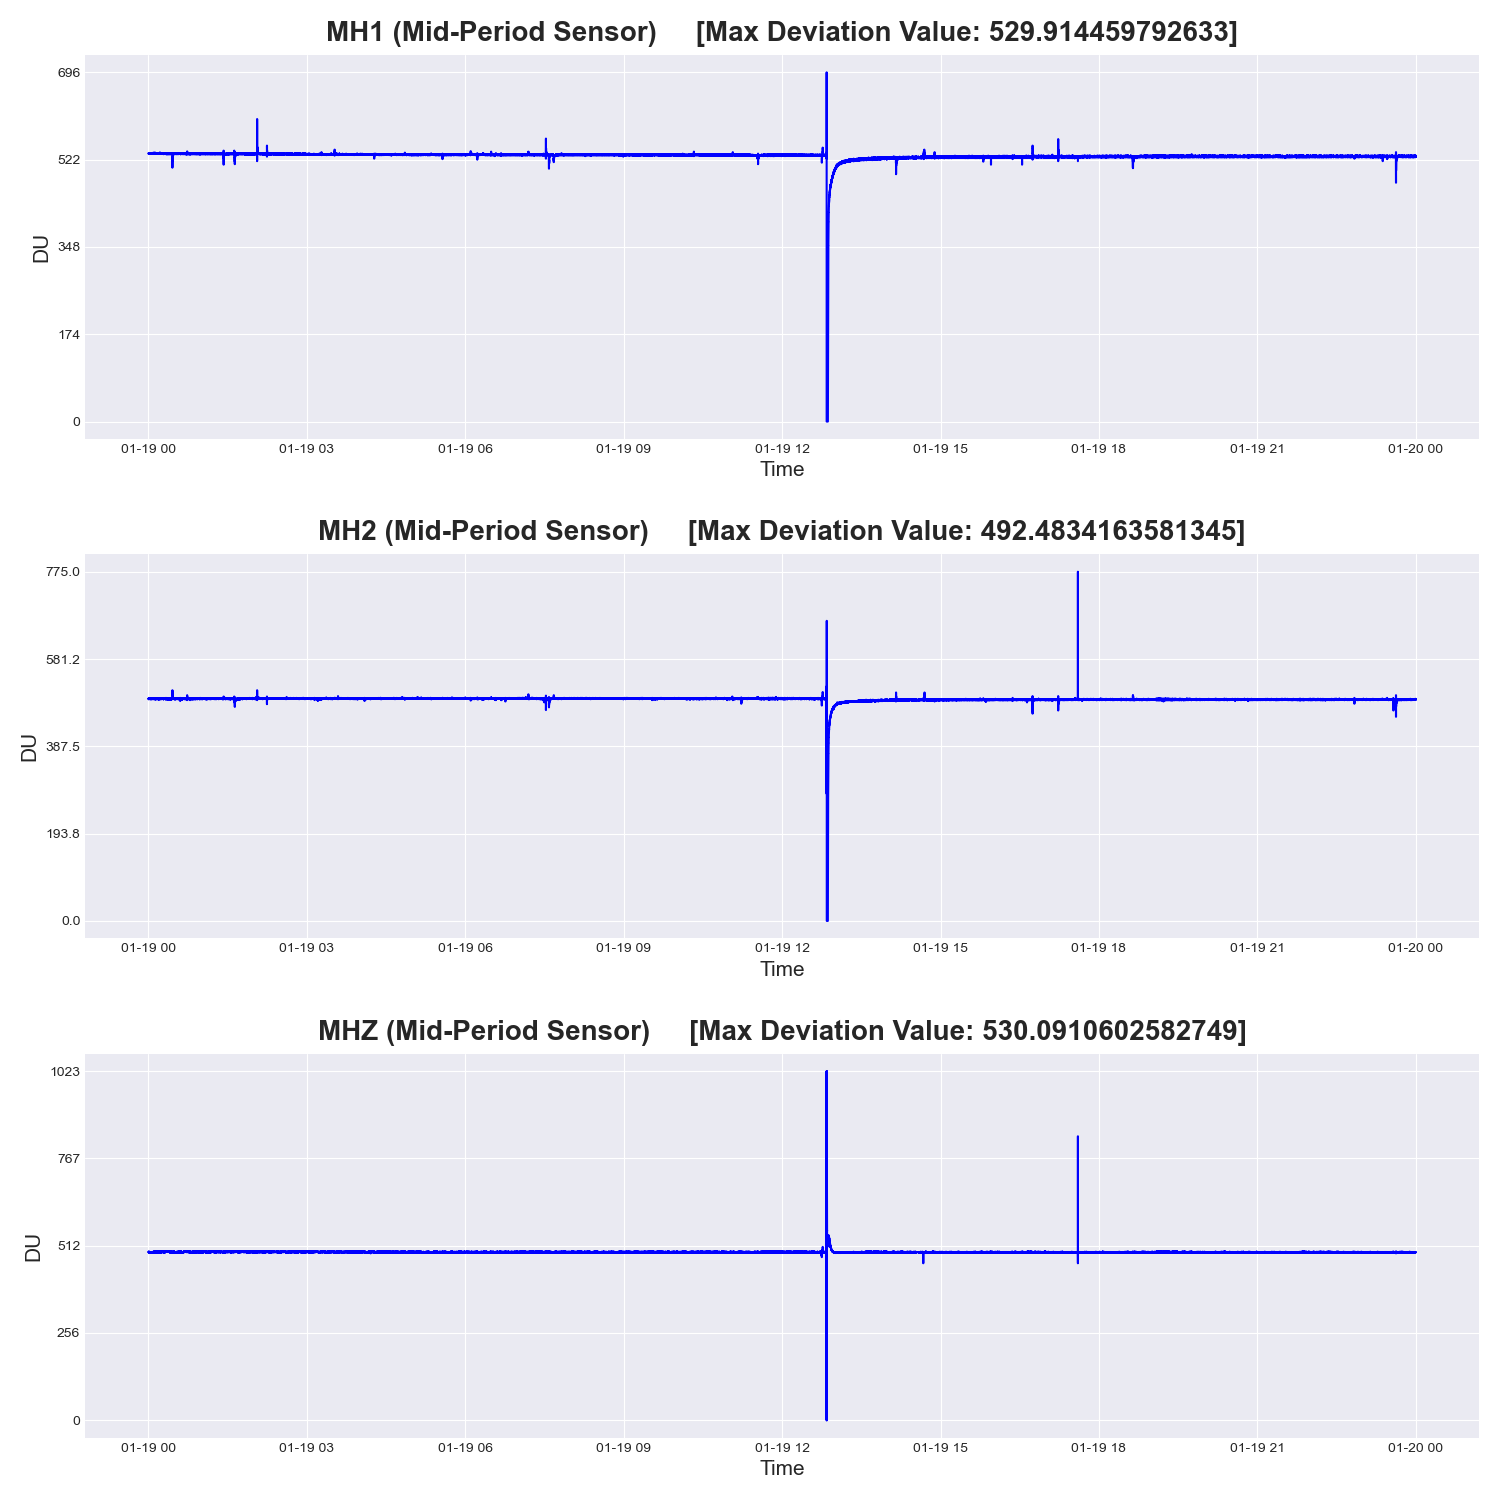 MH1 (Mid-Period Sensor)     [Max Deviation Value: 529.914459792633]
696
522
348
174
0
DU
01-19 00 01-19 03 01-19 06 01-19 09 01-19 12 01-19 15 01-19 18 01-19 21 01-20 00
Time
MH2 (Mid-Period Sensor)     [Max Deviation Value: 492.4834163581345]
775.0
581.2
387.5
193.8
0.0
DU
01-19 00 01-19 03 01-19 06 01-19 09 01-19 12 01-19 15 01-19 18 01-19 21 01-20 00
Time
MHZ (Mid-Period Sensor)     [Max Deviation Value: 530.0910602582749]
1023
767
512
256
0
DU
01-19 00 01-19 03 01-19 06 01-19 09 01-19 12 01-19 15 01-19 18 01-19 21 01-20 00
Time